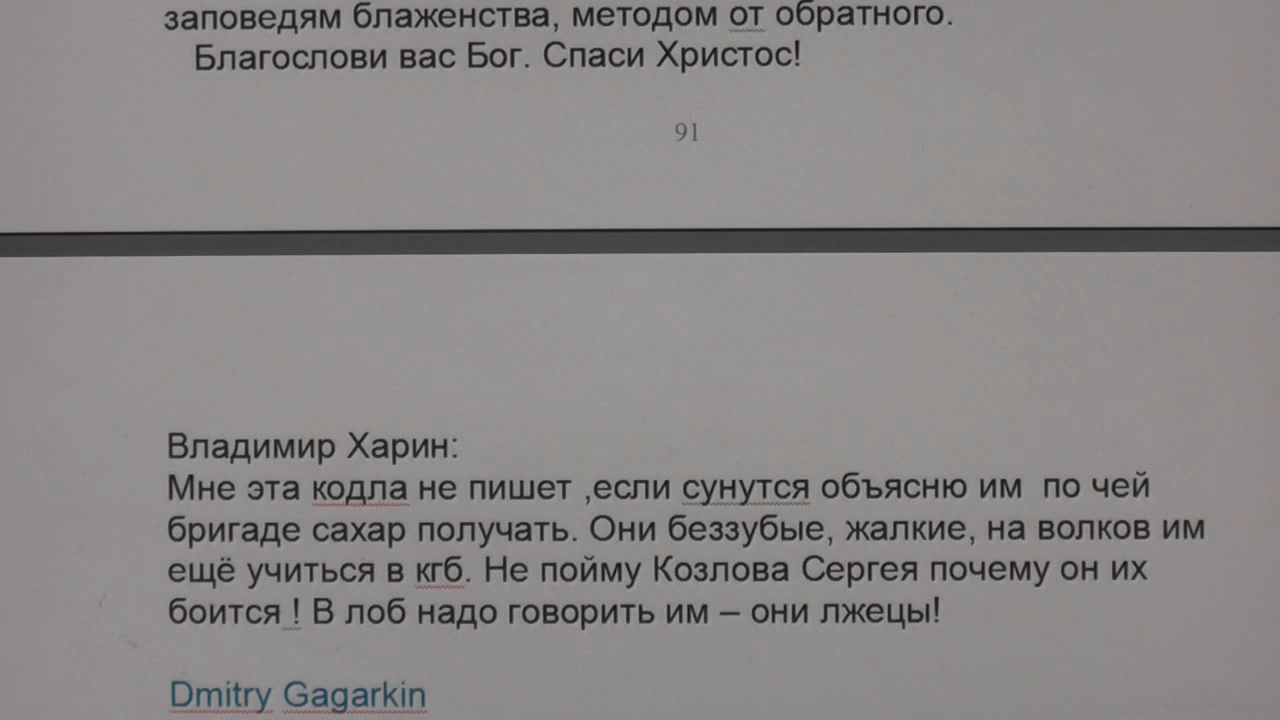 заповедям блаженства, методом от обратного.
Благослови вас Бог. Спаси Христос!
91
Владимир Харин:
Мне эта кодла не пишет ,если сунутся объясню им по чей
бригаде сахар получать. Они беззубые, жалкие, на волков им
ещё учиться в кгб. Не пойму Козлова Сергея почему он их
боится ! В лоб надо говорить им – они лжецы!
Dmitry Gagarkin